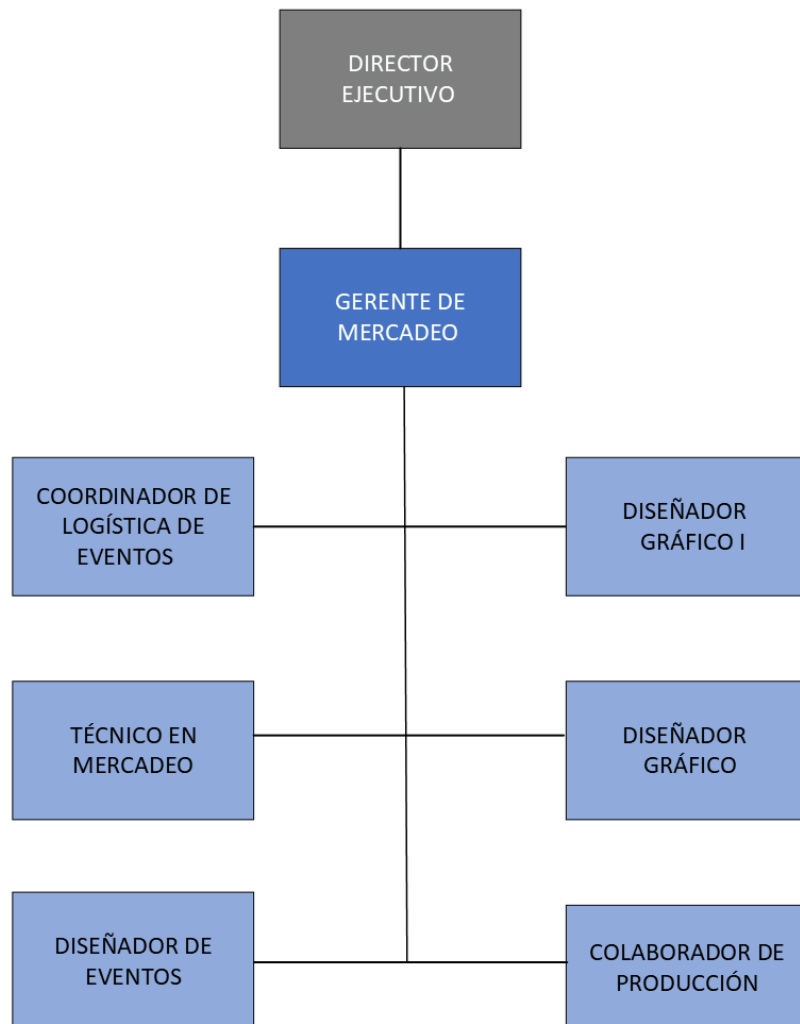 DIRECTOR
EJECUTIVO
GERENTE DE
MERCADEO
COORDINADOR DE
LOGÍSTICA DE
EVENTOS
DISEÑADOR
GRÁFICO I
TÉCNICO EN
MERCADEO
DISEÑADOR
GRÁFICO
DISEÑADOR DE
EVENTOS
COLABORADOR DE
PRODUCCIÓN